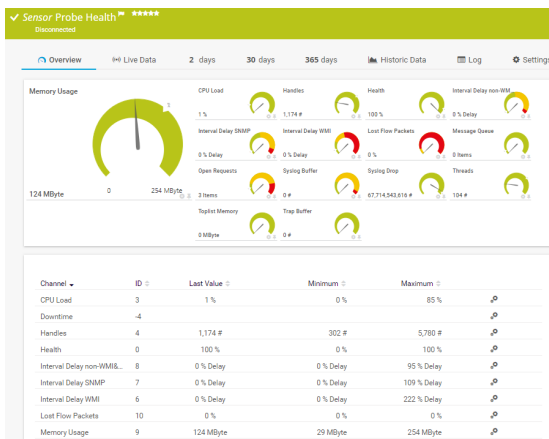 Sensor Probe Health
Disconnected
Overview Live Data 2 days 30 days 365 days Historic Data Log Settings
Memory Usage
124 MByte
0
254 MByte
CPU Load
1 %
Handles
1,174 #
Health
100 %
Interval Delay non-WM...
0 % Delay
Interval Delay SNMP
0 % Delay
Interval Delay WMI
0 % Delay
Lost Flow Packets
0 %
Message Queue
0 Items
Open Requests
3 Items
Syslog Buffer
0 #
Syslog Drop
67,714,543,616 #
Threads
104 #
Toplist Memory
0 MByte
Trap Buffer
0 #
Channel ID Last Value Minimum Maximum
CPU Load 3 1 % 0 % 85 %
Downtime -4
Handles 4 1,174 # 302 # 5,780 #
Health 0 100 % 0 % 100 %
Interval Delay non-WMI&... 8 0 % Delay 0 % Delay 95 % Delay
Interval Delay SNMP 7 0 % Delay 0 % Delay 109 % Delay
Interval Delay WMI 6 0 % Delay 0 % Delay 222 % Delay
Lost Flow Packets 10 0 % 0 % 0 %
Memory Usage 9 124 MByte 29 MByte 254 MByte